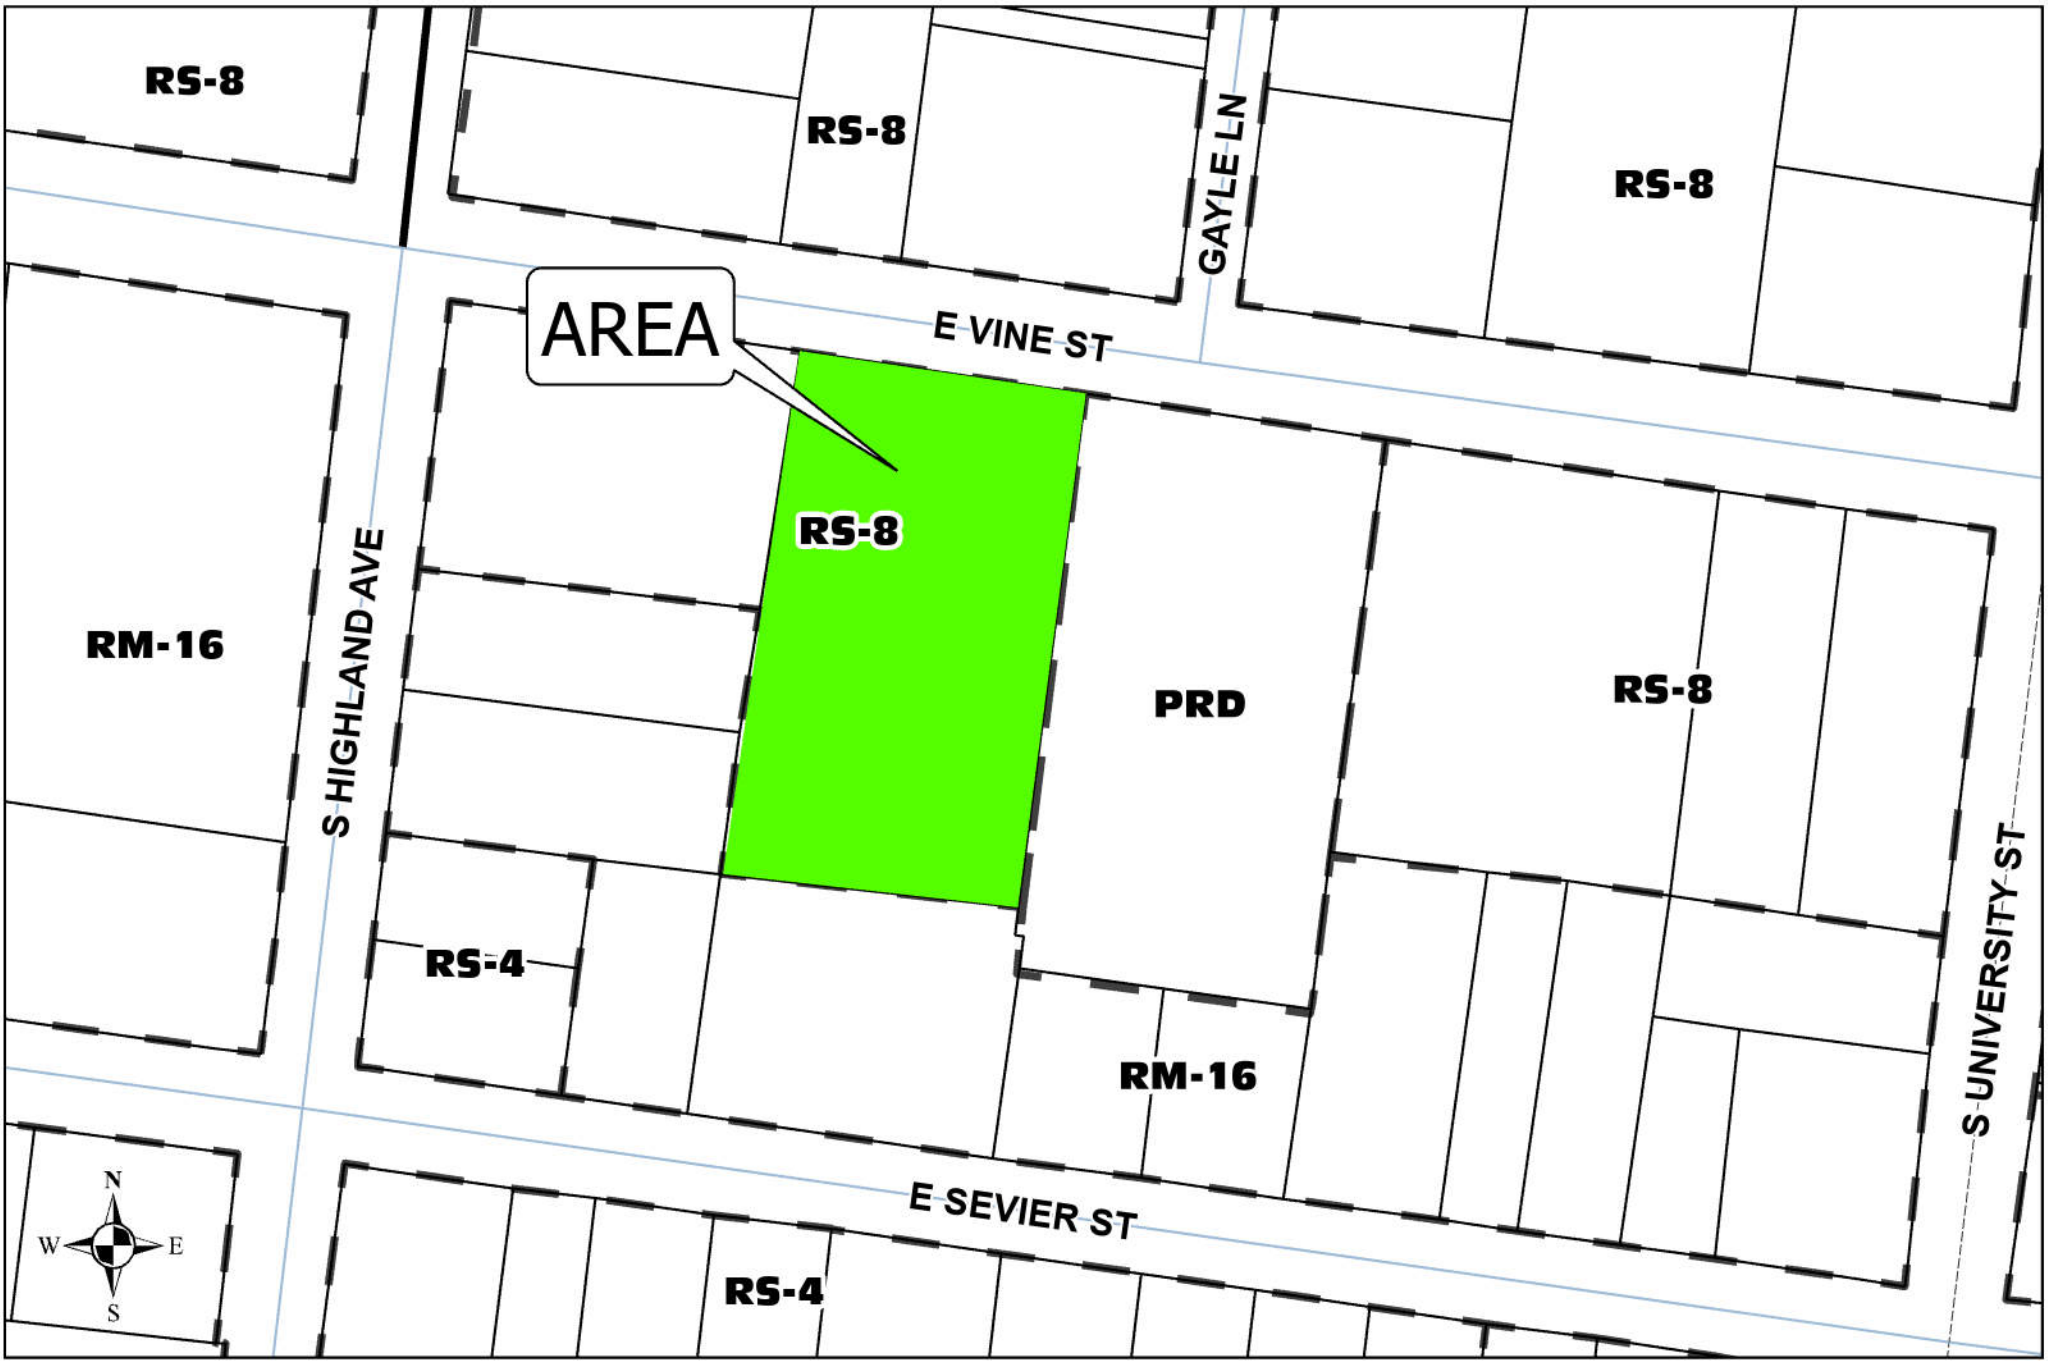 RS-8
RS-8
GAYLE LN
RS-8
AREA
E VINE ST
RS-8
RM-16
S HIGHLAND AVE
PRD
RS-8
S UNIVERSITY ST
RS-4
RM-16
N
W E
S
E SEVIER ST
RS-4